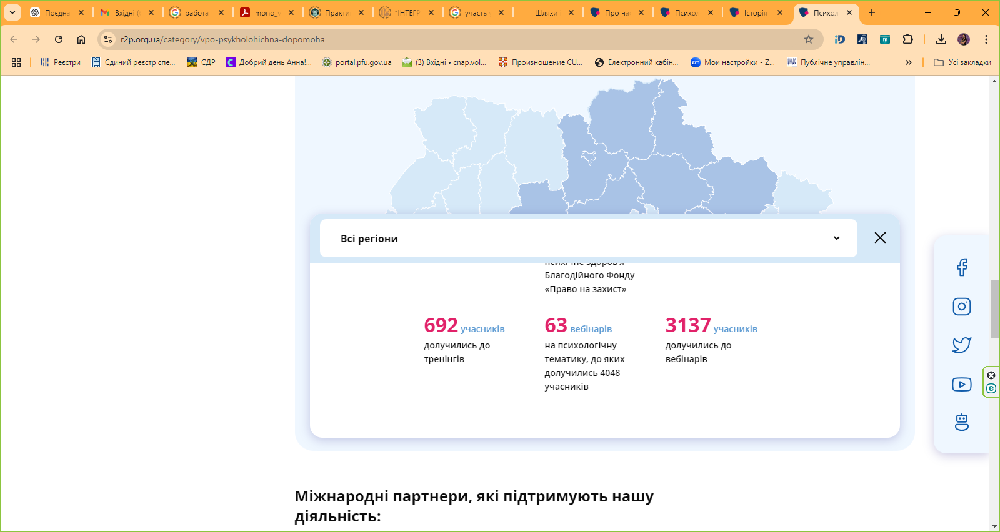 Поєдна
Вхідні (
работа
mono_v
Практи
"ІНТЕГР
участь
Шляхи
Про на
Психол
Історія
Психол
r2p.org.ua/category/vpo-psykholohichna-dopomoha
Реєстри
Єдиний реєстр спе...
ЄДР
Добрий день Анна!...
portal.pfu.gov.ua
(3) Вхідні • cnap.vol...
Произношение CU...
Електронний кабін...
Мои настройки - Z...
Публічне управлін...
Усі закладки
Всі регіони
психічне здоров'я
Благодійного Фонду
«Право на захист»
692 учасників
долучились до
тренінгів
63 вебінарів
на психологічну
тематику, до яких
долучились 4048
учасників
3137 учасників
долучились до
вебінарів
Міжнародні партнери, які підтримують нашу
діяльність: